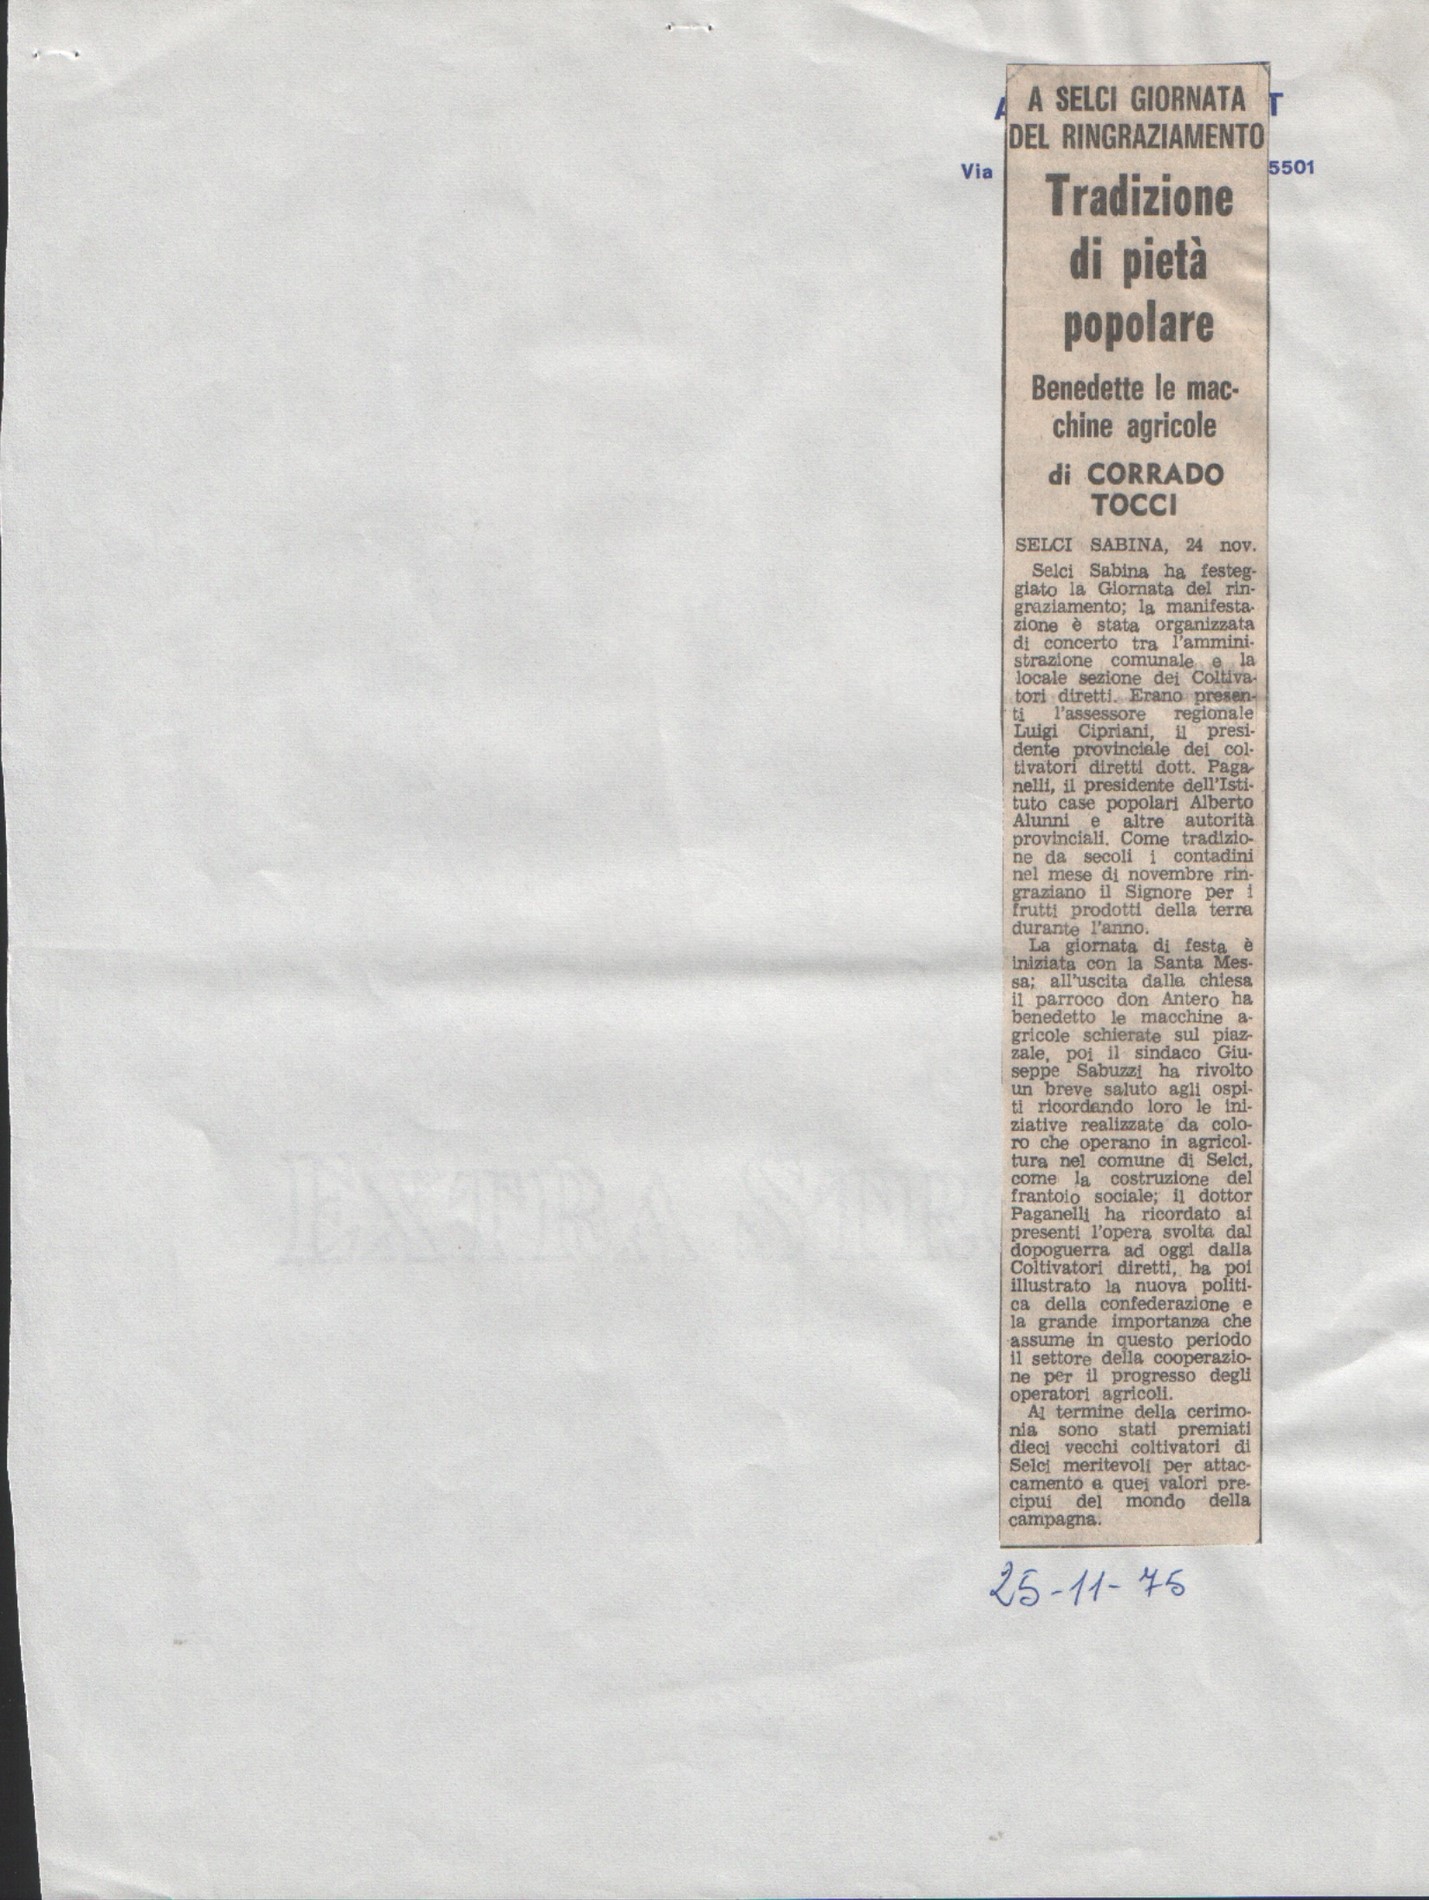 A SELCI GIORNATA
DEL RINGRAZIAMENTO
Via
5501
Tradizione
di pietà
popolare
Benedette le mac-
chine agricole
di CORRADO
TOCCI
SELCI SABINA, 24 nov.
Selci Sabina ha festeg-
giato la Giornata del rin-
graziamento; la manifesta-
zione è stata organizzata
di concerto tra l'ammini-
strazione comunale e la
locale sezione dei Coltiva-
tori diretti. Erano presen-
ti l'assessore regionale
Luigi Cipriani, il presi-
dente provinciale dei col-
tivatori diretti dott. Paga-
nelli, il presidente dell'Isti-
tuto case popolari Alberto
Alunni e altre autorità
provinciali. Come tradizio-
ne da secoli i contadini
nel mese di novembre rin-
graziano il Signore per i
frutti prodotti della terra
durante l'anno.
La giornata di festa è
iniziata con la Santa Mes-
sa; all'uscita dalla chiesa
il parroco don Antero ha
benedetto le macchine a-
gricole schierate sul piaz-
zale, poi il sindaco Giu-
seppe Sabuzzi ha rivolto
un breve saluto agli ospi-
ti ricordando loro le ini-
ziative realizzate da colo-
ro che operano in agricol-
tura nel comune di Selci,
come la costruzione del
frantoio sociale; il dottor
Paganelli ha ricordato ai
presenti l'opera svolta dal
dopoguerra ad oggi dalla
Coltivatori diretti, ha poi
illustrato la nuova politi-
ca della confederazione e
la grande importanza che
assume in questo periodo
il settore della cooperazio-
ne per il progresso degli
operatori agricoli.
Al termine della cerimo-
nia sono stati premiati
dieci vecchi coltivatori di
Selci meritevoli per attac-
camento a quei valori pre-
cipui del mondo della
campagna.
25-11-75